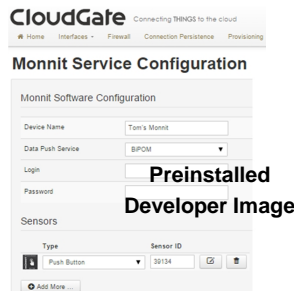 CloudGate Connecting THINGS to the cloud
Home Interfaces Firewall Connection Persistence Provisioning
Monnit Service Configuration
Monnit Software Configuration
Device Name Tom's Monnit
Data Push Service BiPOM
Login
Password
Preinstalled
Developer Image
Sensors
Type Sensor ID
Push Button 39134
Add More ...